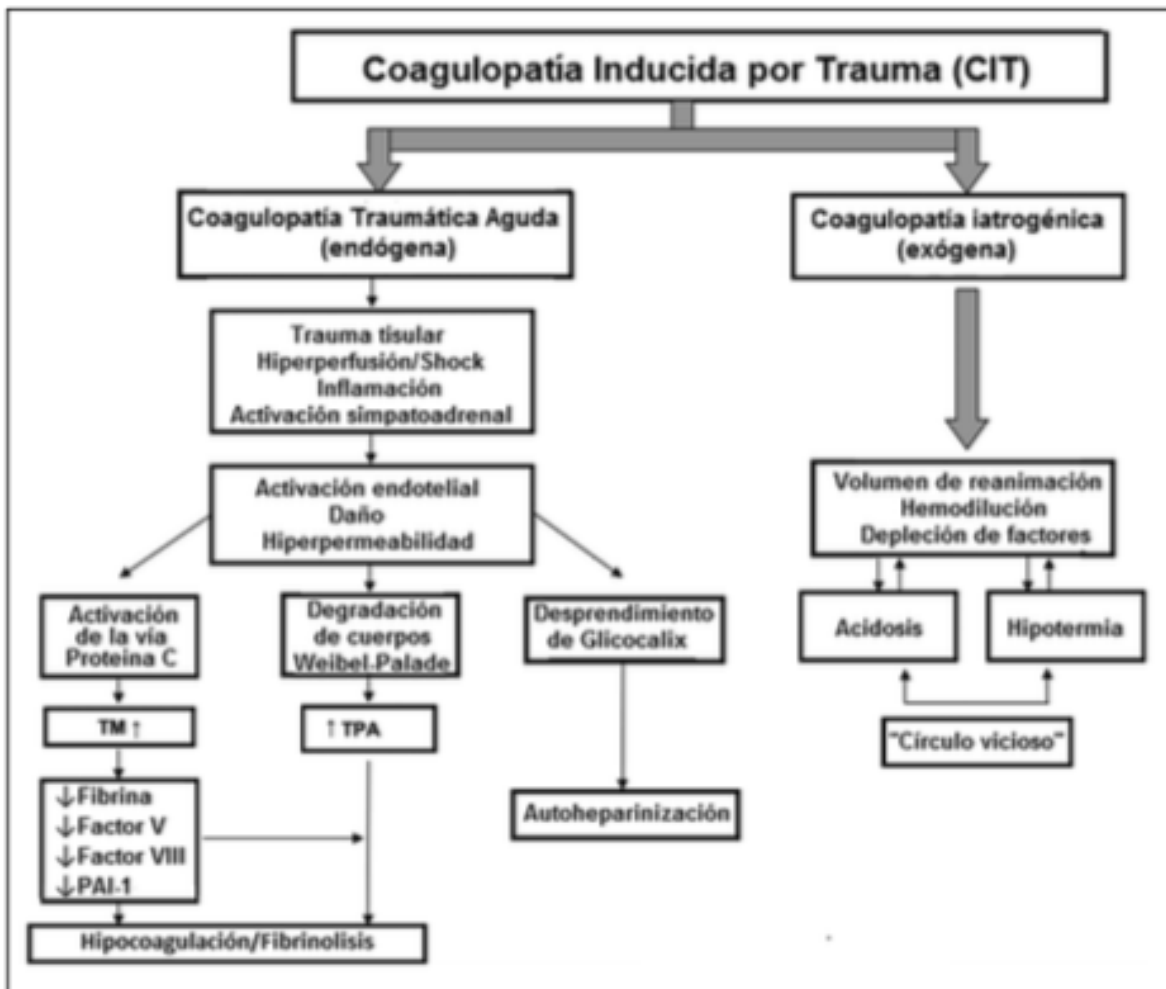 Coagulopatía Inducida por Trauma (CIT)
Coagulopatía Traumática Aguda
(endógena)
Coagulopatía iatrogénica
(exógena)
Trauma tisular
Hiperperfusión/Shock
Inflamación
Activación simpatoadrenal
Activación endotelial
Daño
Hiperpermeabilidad
Volumen de reanimación
Hemodilución
Depleción de factores
Activación
de la vía
Proteina C
Degradación
de cuerpos
Weibel-Palade
Desprendimiento
de Glicocalix
Acidosis
Hipotermia
TM ↑
↑ TPA
"Círculo vicioso"
↓Fibrina
↓Factor V
↓Factor VIII
↓PAI-1
Autoheparinización
Hipocoagulación/Fibrinolisis